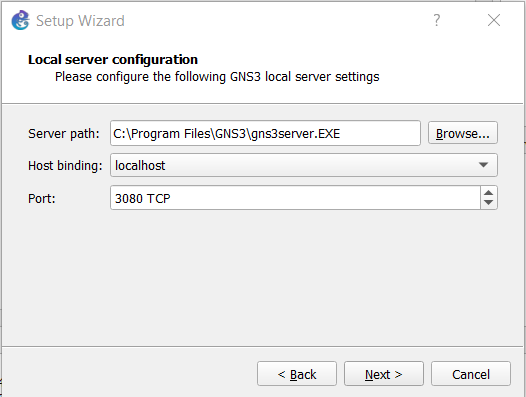 Setup Wizard
?
Local server configuration
Please configure the following GNS3 local server settings
Server path: C:\Program Files\GNS3\gns3server.EXE Browse...
Host binding: localhost
Port: 3080 TCP
< Back Next > Cancel